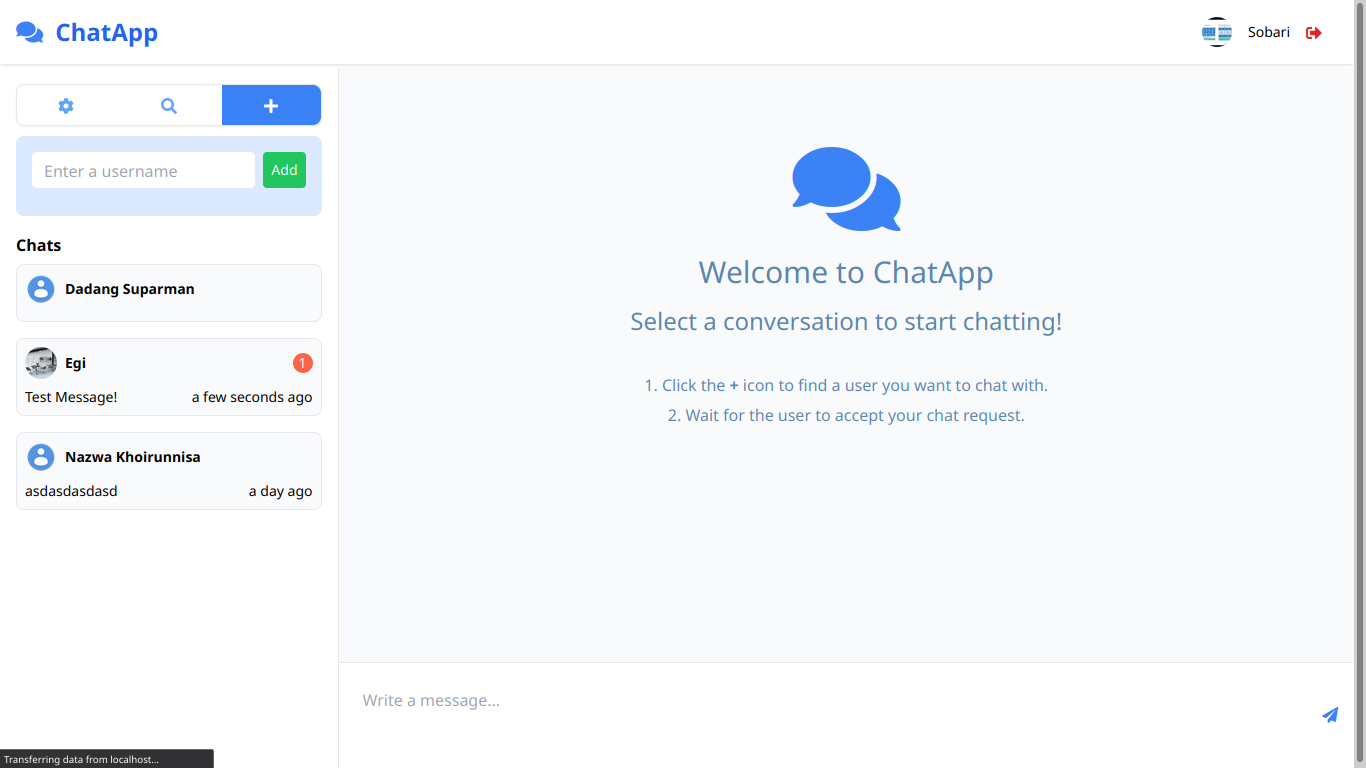 ChatApp
Sobari
Enter a username
Add
Chats
Dadang Suparman
Egi
1
Test Message!
a few seconds ago
Nazwa Khoirunnisa
asdasdasdasd
a day ago
Welcome to ChatApp
Select a conversation to start chatting!
1. Click the + icon to find a user you want to chat with.
2. Wait for the user to accept your chat request.
Write a message...
Transferring data from localhost...